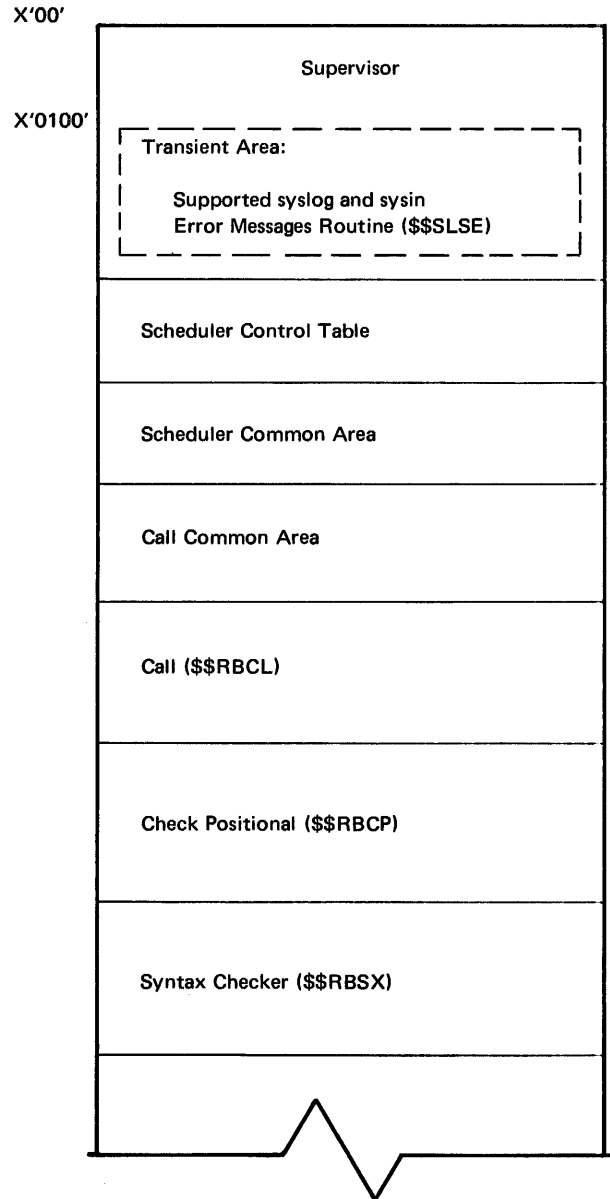 X'00'
Supervisor
X'0100'
Transient Area:
Supported syslog and sysin
Error Messages Routine ($$SLSE)
Scheduler Control Table
Scheduler Common Area
Call Common Area
Call ($$RBCL)
Check Positional ($$RBCP)
Syntax Checker ($$RBSX)